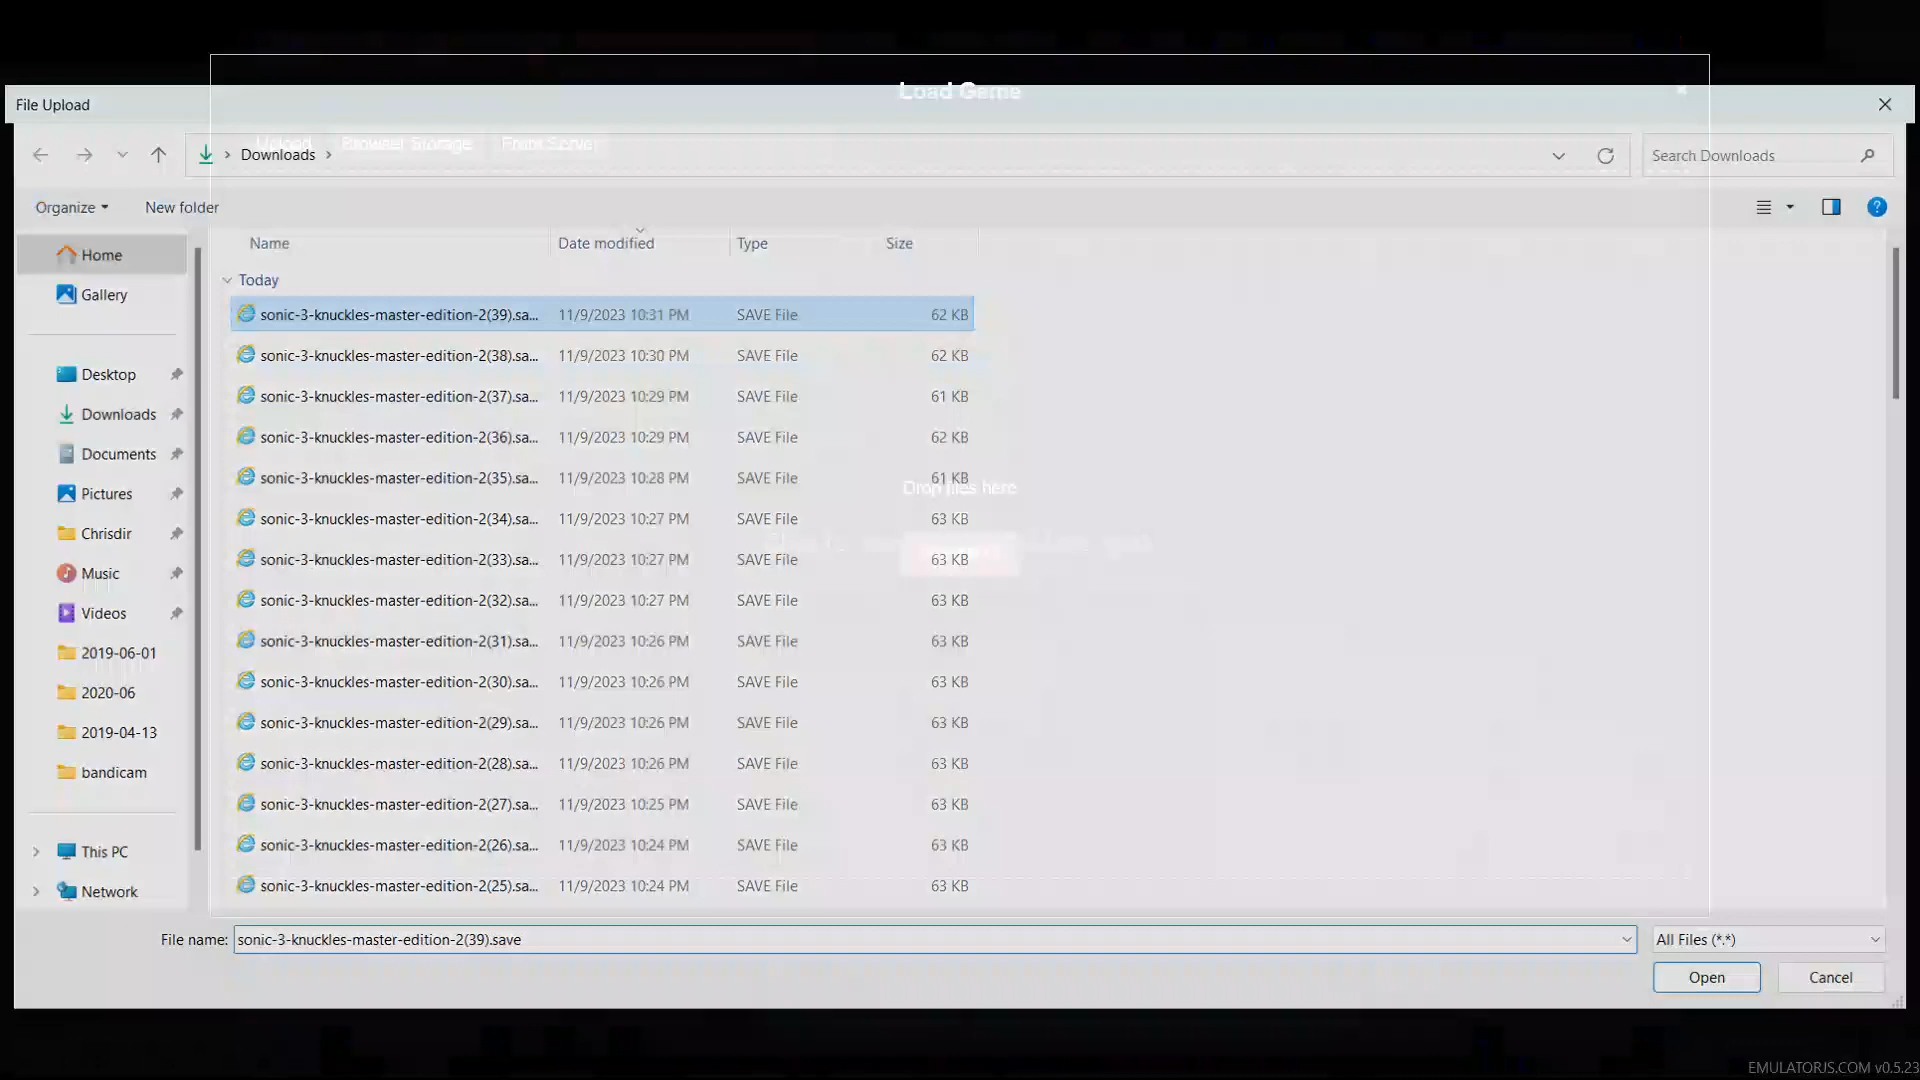 Load Game
File Upload
Upload Browser Storage From Server
Downloads
Search Downloads
Organize New folder
Name Date modified Type Size
Home
Gallery
Desktop
Downloads
Documents
Pictures
Chrisdir
Music
Videos
2019-06-01
2020-06
2019-04-13
bandicam
This PC
Network
Today
sonic-3-knuckles-master-edition-2(39).sa... 11/9/2023 10:31 PM SAVE File 62 KB
sonic-3-knuckles-master-edition-2(38).sa... 11/9/2023 10:30 PM SAVE File 62 KB
sonic-3-knuckles-master-edition-2(37).sa... 11/9/2023 10:29 PM SAVE File 61 KB
sonic-3-knuckles-master-edition-2(36).sa... 11/9/2023 10:29 PM SAVE File 62 KB
sonic-3-knuckles-master-edition-2(35).sa... 11/9/2023 10:28 PM SAVE File 61 KB
Drop files here
sonic-3-knuckles-master-edition-2(34).sa... 11/9/2023 10:27 PM SAVE File 63 KB
sonic-3-knuckles-master-edition-2(33).sa... 11/9/2023 10:27 PM SAVE File 63 KB
sonic-3-knuckles-master-edition-2(32).sa... 11/9/2023 10:27 PM SAVE File 63 KB
sonic-3-knuckles-master-edition-2(31).sa... 11/9/2023 10:26 PM SAVE File 63 KB
sonic-3-knuckles-master-edition-2(30).sa... 11/9/2023 10:26 PM SAVE File 63 KB
sonic-3-knuckles-master-edition-2(29).sa... 11/9/2023 10:26 PM SAVE File 63 KB
sonic-3-knuckles-master-edition-2(28).sa... 11/9/2023 10:26 PM SAVE File 63 KB
sonic-3-knuckles-master-edition-2(27).sa... 11/9/2023 10:25 PM SAVE File 63 KB
sonic-3-knuckles-master-edition-2(26).sa... 11/9/2023 10:24 PM SAVE File 63 KB
sonic-3-knuckles-master-edition-2(25).sa... 11/9/2023 10:24 PM SAVE File 63 KB
File name: sonic-3-knuckles-master-edition-2(39).save All Files (*.*)
Open Cancel
EMULATORJS.COM v0.5.23